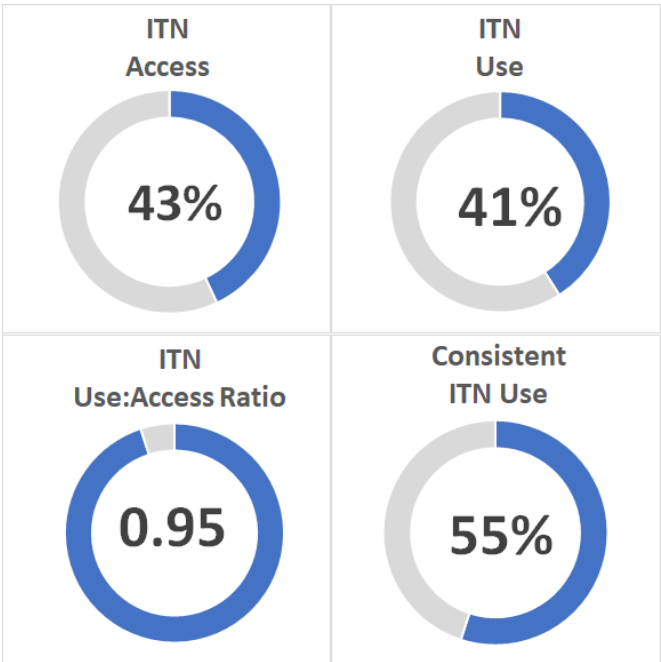 ITN
Access
43%
ITN
Use
41%
ITN
Use:Access Ratio
0.95
Consistent
ITN Use
55%